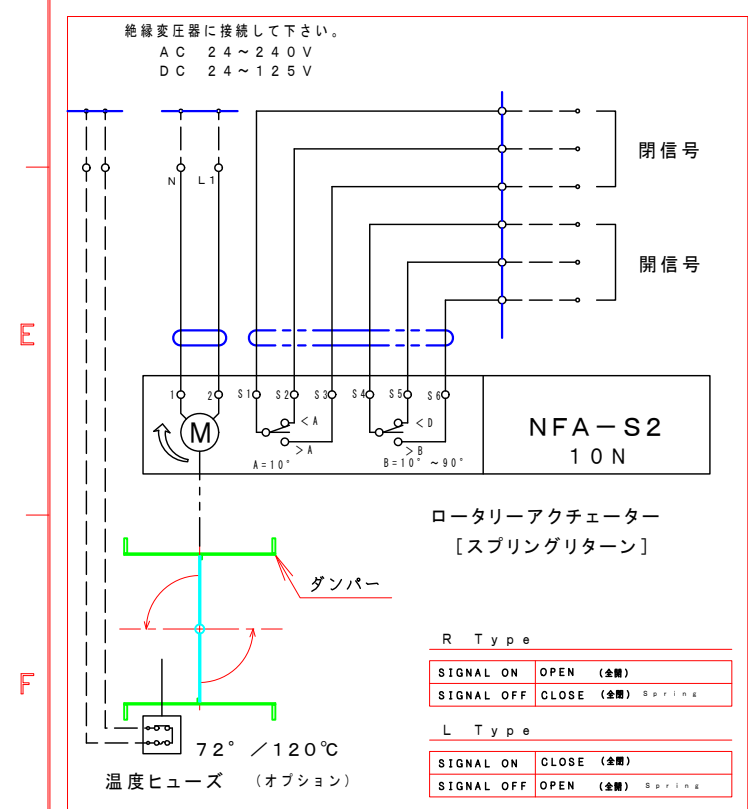 絶縁変圧器に接続して下さい。
AC 24~240V
DC 24~125V
閉信号
N L1
開信号
E
1 2 S1 S2 S3 S4 S5 S6
M
<A
>A
A=10°
<D
>B
B=10° ~90°
NFA-S2
10N
ロータリーアクチェーター
[スプリングリターン]
ダンパー
R Type
SIGNAL ON OPEN (全開)
SIGNAL OFF CLOSE (全閉) Spring
F
L Type
SIGNAL ON CLOSE (全閉)
SIGNAL OFF OPEN (全開) Spring
72° /120℃
温度ヒューズ (オプション)